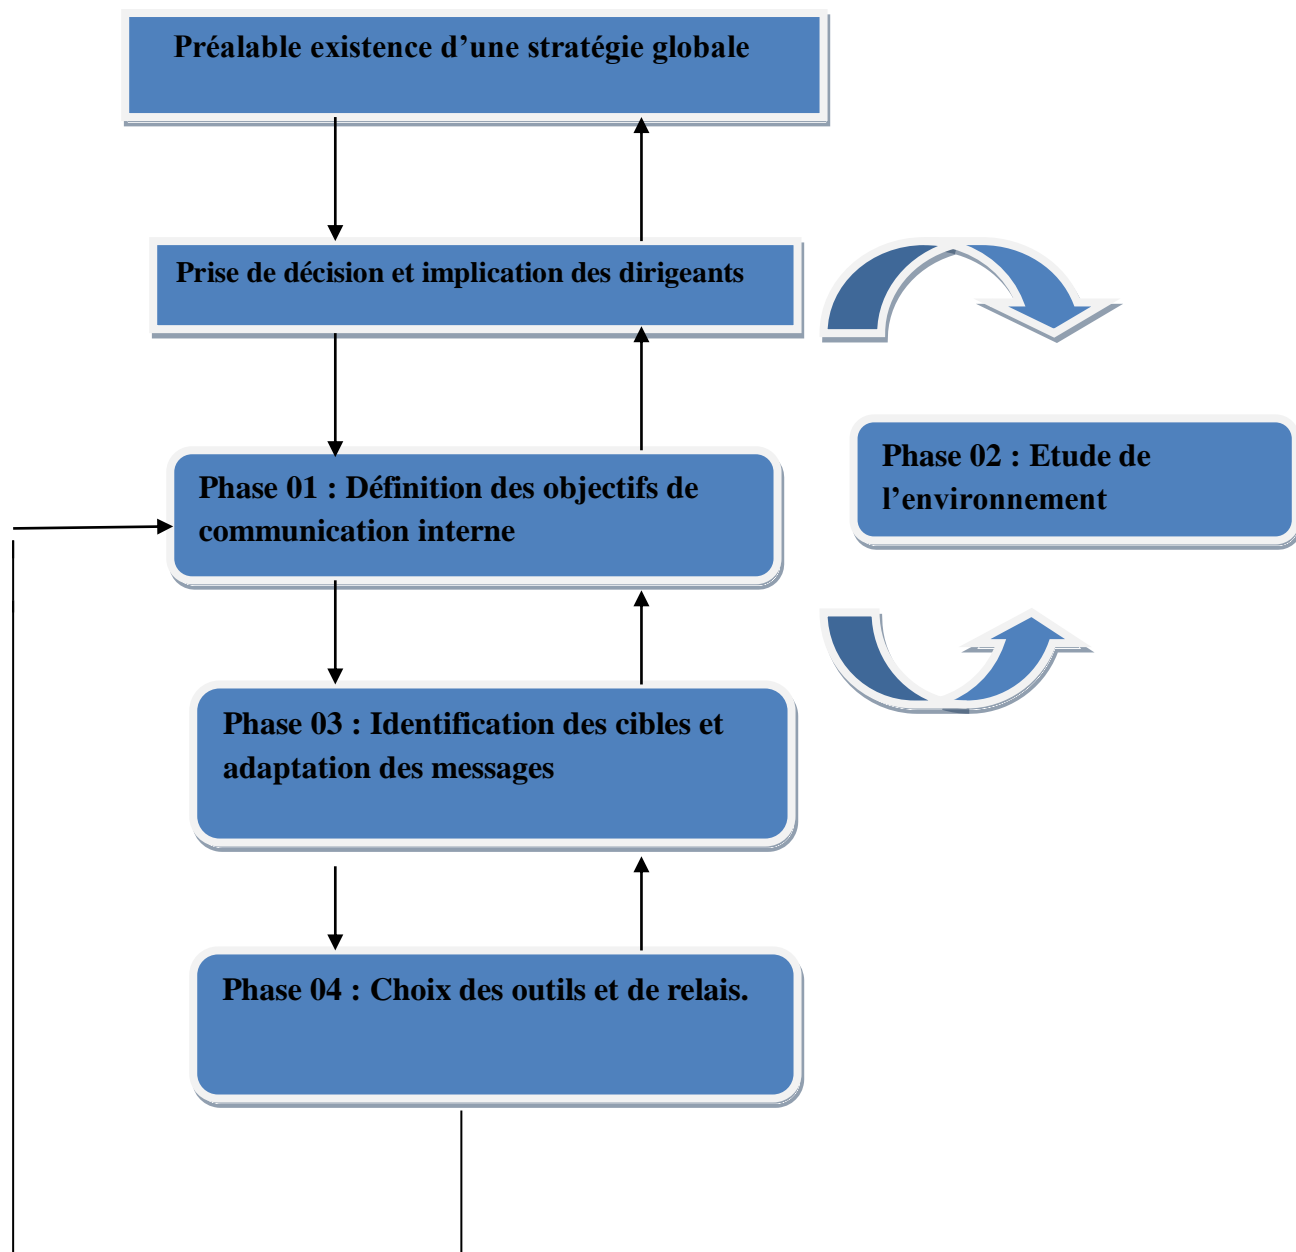 Préalable existence d’une stratégie globale
Prise de décision et implication des dirigeants
Phase 01 : Définition des objectifs de
communication interne
Phase 02 : Etude de
l’environnement
Phase 03 : Identification des cibles et
adaptation des messages
Phase 04 : Choix des outils et de relais.